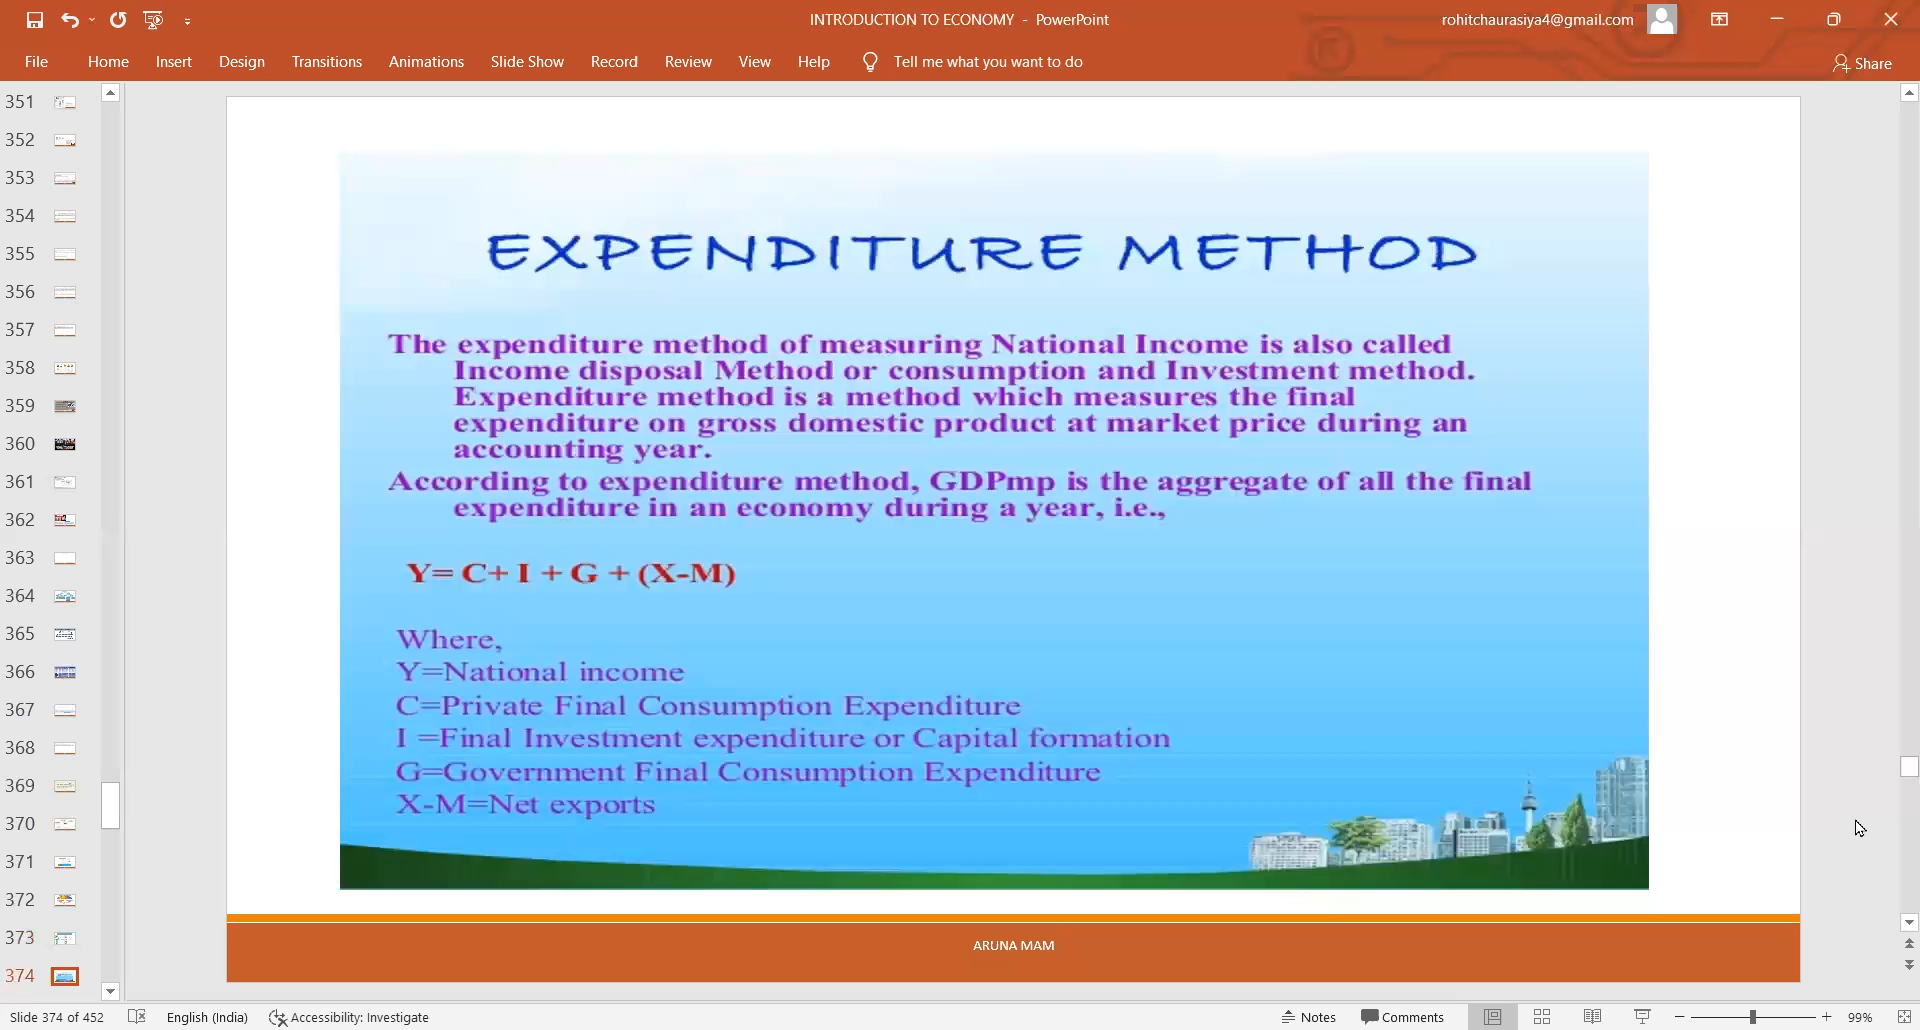 INTRODUCTION TO ECONOMY - PowerPoint
rohitchaurasiya4@gmail.com
File Home Insert Design Transitions Animations Slide Show Record Review View Help Tell me what you want to do
Share
351
352
353
354
355
356
357
358
359
360
361
362
363
364
365
366
367
368
369
370
371
372
373
374
EXPENDITURE METHOD
The expenditure method of measuring National Income is also called
Income disposal Method or consumption and Investment method.
Expenditure method is a method which measures the final
expenditure on gross domestic product at market price during an
accounting year.
According to expenditure method, GDPmp is the aggregate of all the final
expenditure in an economy during a year, i.e.,
Y= C+ I + G + (X-M)
Where,
Y=National income
C=Private Final Consumption Expenditure
I =Final Investment expenditure or Capital formation
G=Government Final Consumption Expenditure
X-M=Net exports
ARUNA MAM
Slide 374 of 452 English (India) Accessibility: Investigate Notes Comments 99%